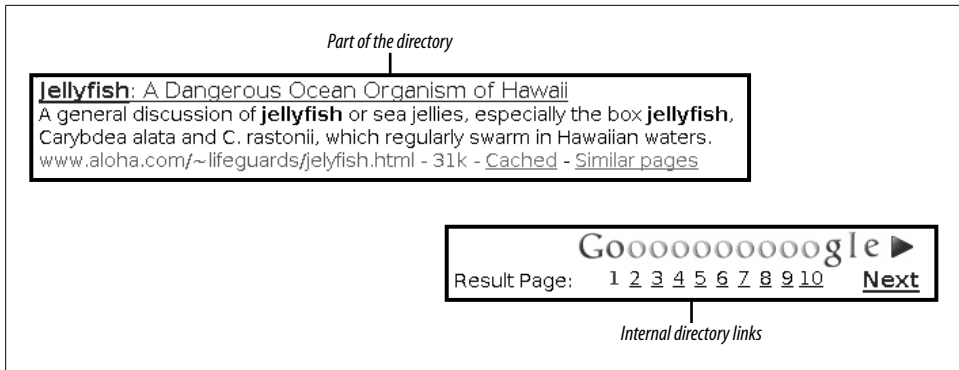 Part of the directory
Jellyfish: A Dangerous Ocean Organism of Hawaii
A general discussion of jellyfish or sea jellies, especially the box jellyfish,
Carybdea alata and C. rastonii, which regularly swarm in Hawaiian waters.
www.aloha.com/~lifeguards/jelyfish.html - 31k - Cached - Similar pages
Goooooooooogle
Result Page: 1 2 3 4 5 6 7 8 9 10 Next
Internal directory links